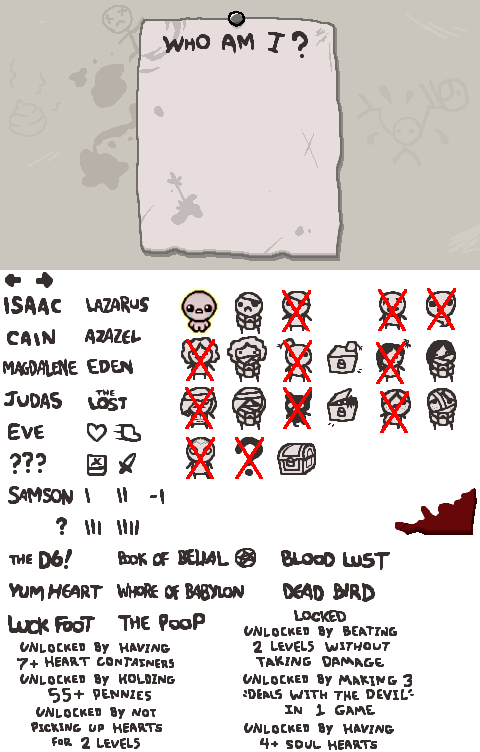 WHO AM I?
ISAAC LAZARUS
CAIN AZAZEL
MAGDALENE EDEN
JUDAS THE LOST
EVE
???
SAMSON | || -|
? ||| ||||
THE D6! BOOK OF BELIAL BLOOD LUST
YUM HEART WHORE OF BABYLON DEAD BIRD
LUCK FOOT THE POOP
LOCKED
UNLOCKED BY HAVING
7+ HEART CONTAINERS
UNLOCKED BY HOLDING
55+ PENNIES
UNLOCKED BY NOT
PICKING UP HEARTS
FOR 2 LEVELS
UNLOCKED BY BEATING
2 LEVELS WITHOUT
TAKING DAMAGE
UNLOCKED BY MAKING 3
"DEALS WITH THE DEVIL"
IN 1 GAME
UNLOCKED BY HAVING
4+ SOUL HEARTS